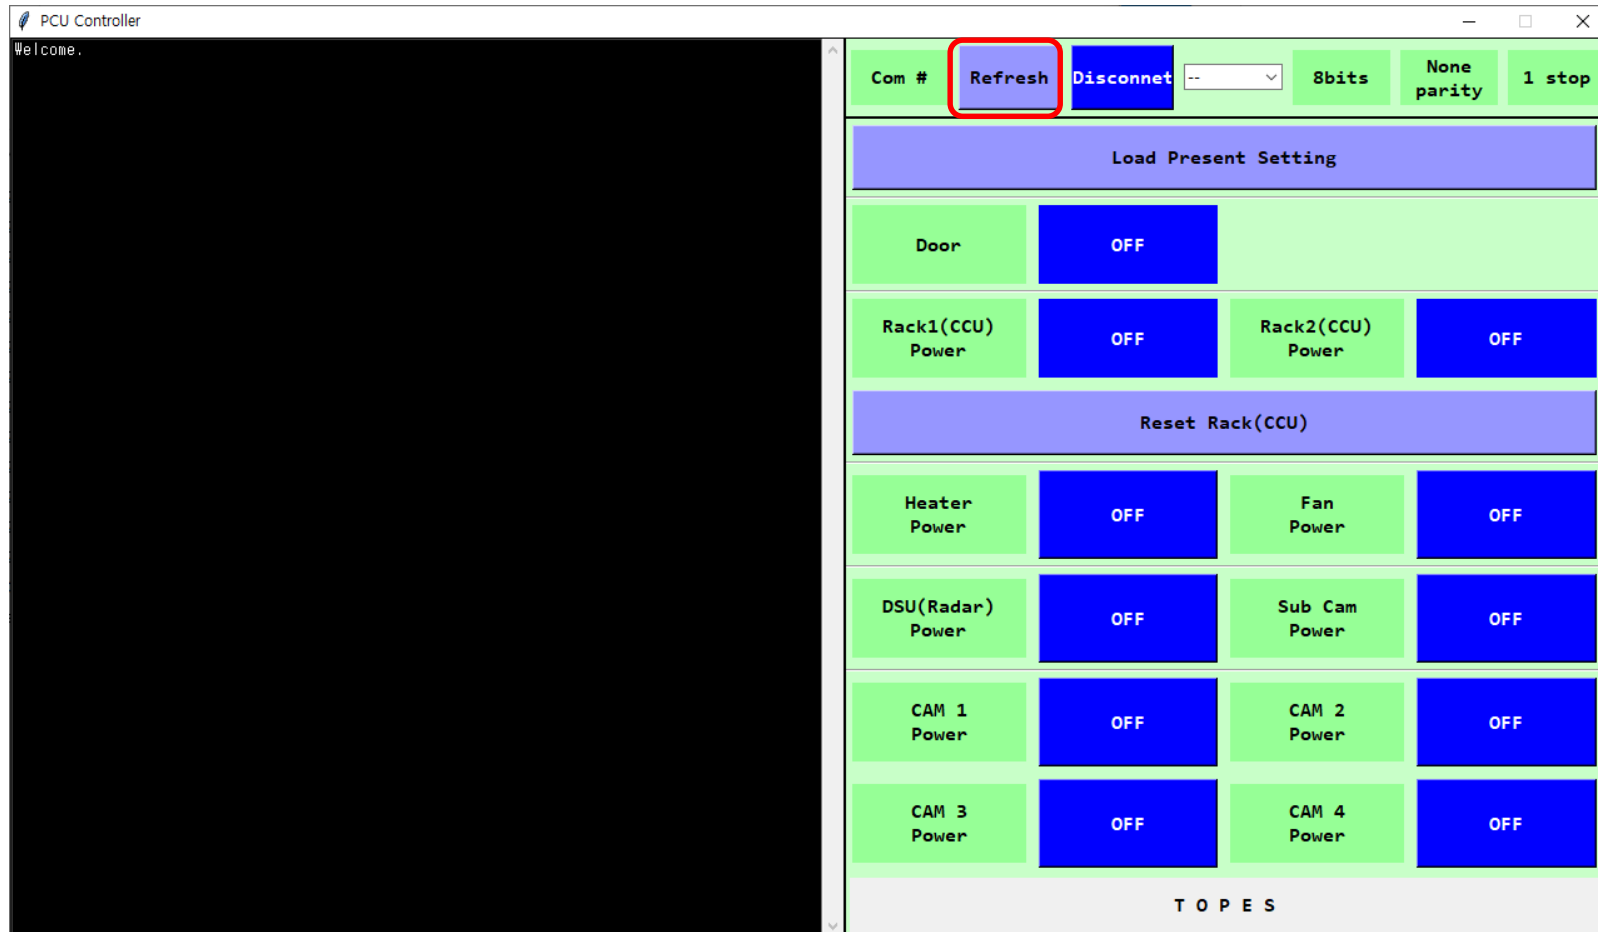 PCU Controller
Welcome.
Com #
Refresh
Disconnet
--
8bits
None
parity
1 stop
Load Present Setting
Door
OFF
Rack1(CCU)
Power
OFF
Rack2(CCU)
Power
OFF
Reset Rack(CCU)
Heater
Power
OFF
Fan
Power
OFF
DSU(Radar)
Power
OFF
Sub Cam
Power
OFF
CAM 1
Power
OFF
CAM 2
Power
OFF
CAM 3
Power
OFF
CAM 4
Power
OFF
T O P E S